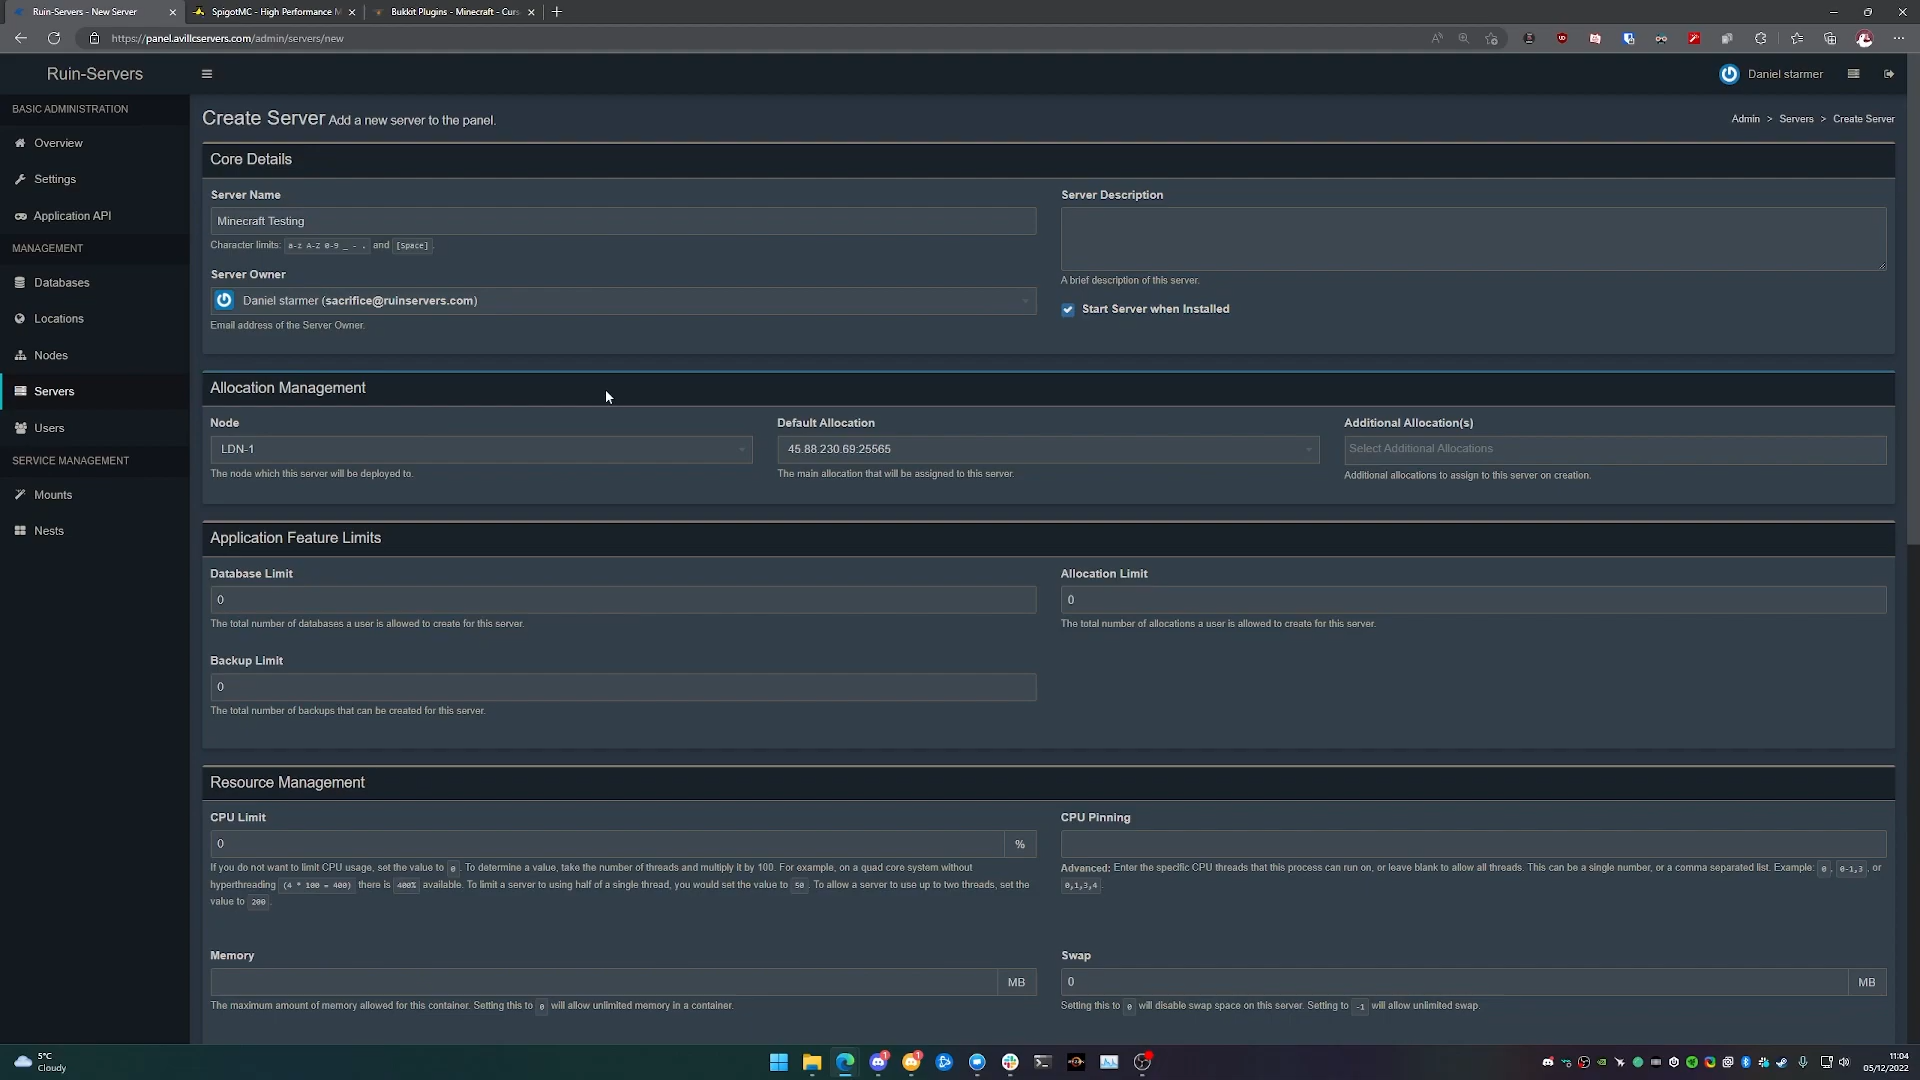 Ruin-Servers - New Server
SpigotMC - High Performance M
Bukkit Plugins - Minecraft - Curs
https://panel.avillcservers.com/admin/servers/new
Ruin-Servers
Daniel starmer
BASIC ADMINISTRATION
Overview
Settings
Application API
MANAGEMENT
Databases
Locations
Nodes
Servers
Users
SERVICE MANAGEMENT
Mounts
Nests
Create Server Add a new server to the panel.
Admin > Servers > Create Server
Core Details
Server Name
Minecraft Testing
Character limits: a-z A-Z 0-9 _ - . and [Space].
Server Owner
Daniel starmer (sacrifice@ruinservers.com)
Email address of the Server Owner.
Server Description
A brief description of this server.
Start Server when Installed
Allocation Management
Node
LDN-1
The node which this server will be deployed to.
Default Allocation
45.88.230.69:25565
The main allocation that will be assigned to this server.
Additional Allocation(s)
Select Additional Allocations
Additional allocations to assign to this server on creation.
Application Feature Limits
Database Limit
0
The total number of databases a user is allowed to create for this server.
Allocation Limit
0
The total number of allocations a user is allowed to create for this server.
Backup Limit
0
The total number of backups that can be created for this server.
Resource Management
CPU Limit
0
%
If you do not want to limit CPU usage, set the value to 0. To determine a value, take the number of threads and multiply it by 100. For example, on a quad core system without
hyperthreading (4 * 100 = 400) there is 400% available. To limit a server to using half of a single thread, you would set the value to 50. To allow a server to use up to two threads, set the
value to 200.
CPU Pinning
Advanced: Enter the specific CPU threads that this process can run on, or leave blank to allow all threads. This can be a single number, or a comma separated list. Example: 0, 0-1,3, or
0,1,3,4.
Memory
MB
The maximum amount of memory allowed for this container. Setting this to 0 will allow unlimited memory in a container.
Swap
0
MB
Setting this to 0 will disable swap space on this server. Setting to -1 will allow unlimited swap.
5°C
Cloudy
11:04
05/12/2022